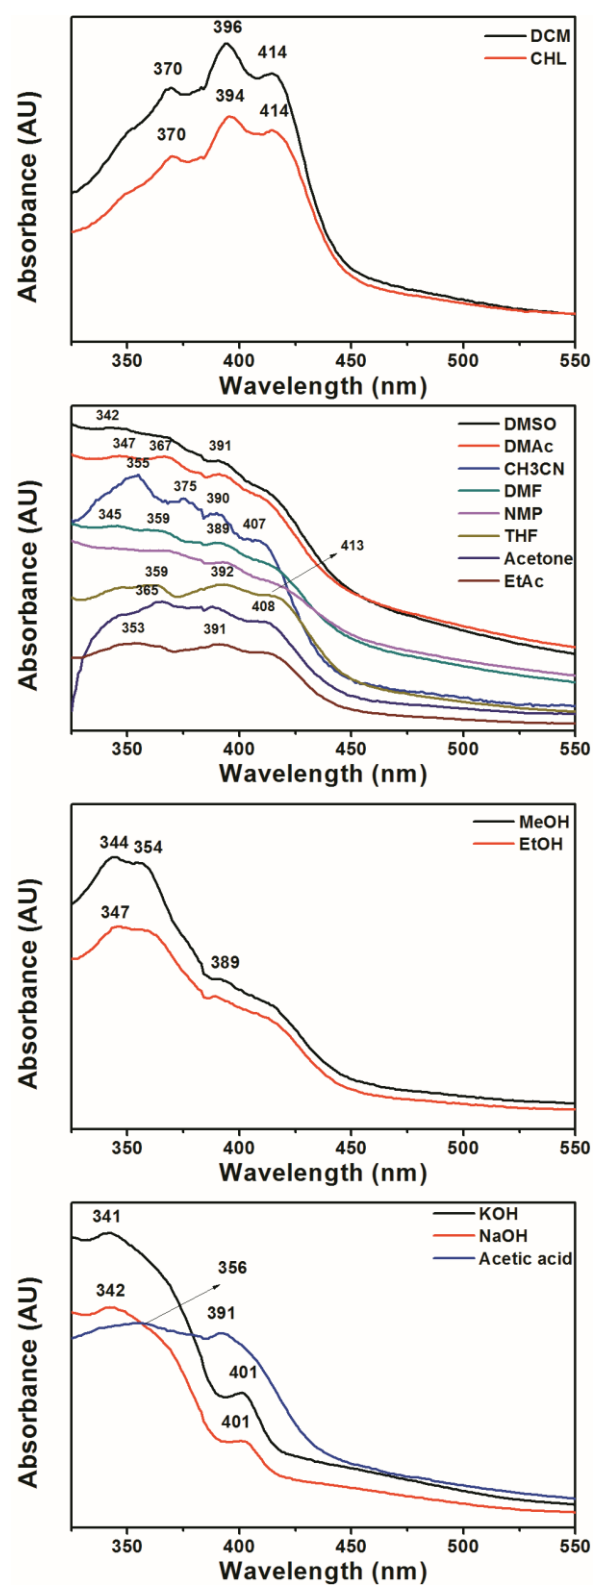 396
DCM
414
CHL
370
394
414
370
Absorbance (AU)
350 400 450 500 550
Wavelength (nm)
342
DMSO
347 367 391
DMAc
355
CH3CN
375 390
DMF
345 359 389 407
NMP
413
THF
359 392
Acetone
365 408
EtAc
353 391
Absorbance (AU)
350 400 450 500 550
Wavelength (nm)
MeOH
344 354
EtOH
347
389
Absorbance (AU)
350 400 450 500 550
Wavelength (nm)
341
KOH
NaOH
356
Acetic acid
342
391
401
401
Absorbance (AU)
350 400 450 500 550
Wavelength (nm)